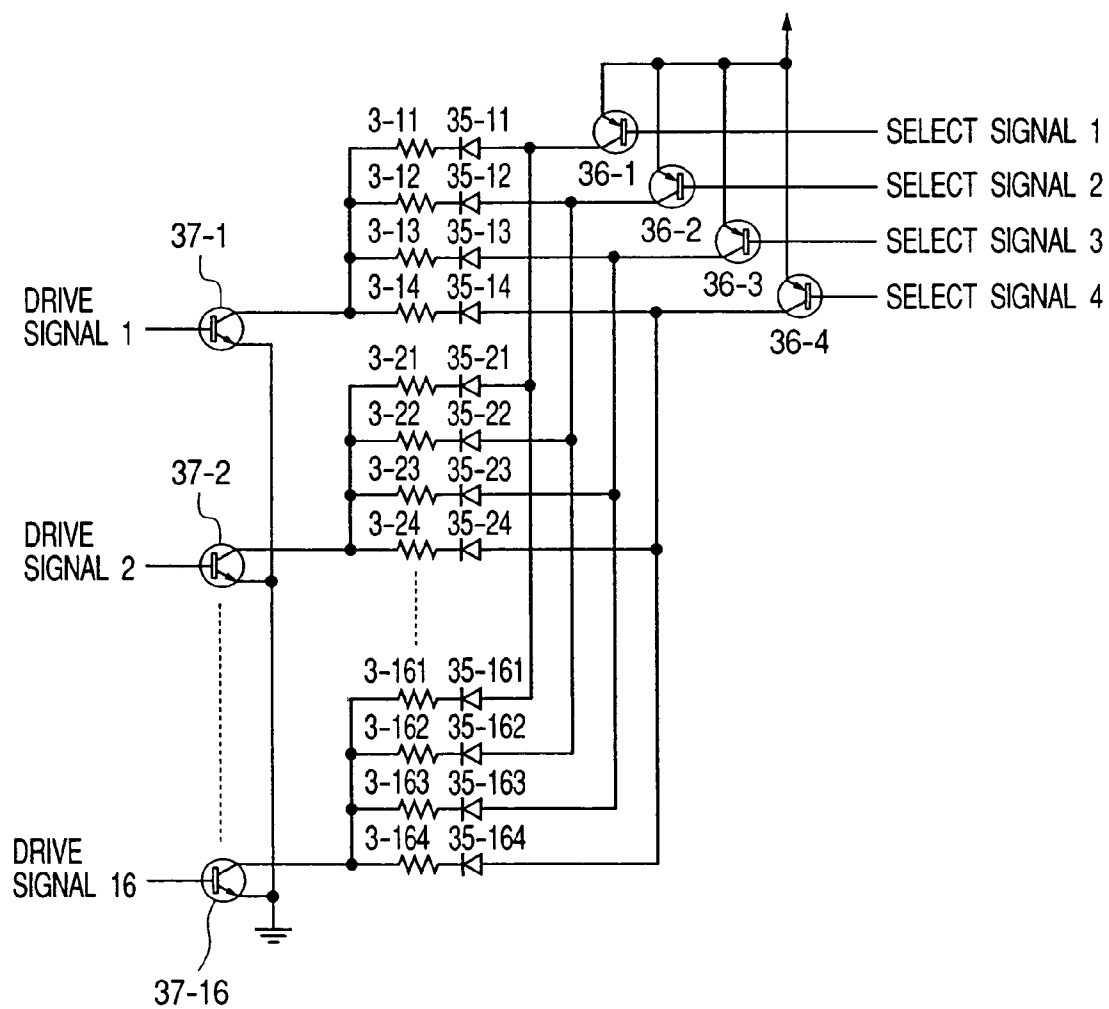 3-11 35-11
SELECT SIGNAL 1
36-1
3-12 35-12
SELECT SIGNAL 2
36-2
3-13 35-13
SELECT SIGNAL 3
36-3
3-14 35-14
SELECT SIGNAL 4
36-4
37-1
DRIVE
SIGNAL 1
3-21 35-21
3-22 35-22
3-23 35-23
3-24 35-24
37-2
DRIVE
SIGNAL 2
3-161 35-161
3-162 35-162
3-163 35-163
3-164 35-164
DRIVE
SIGNAL 16
37-16